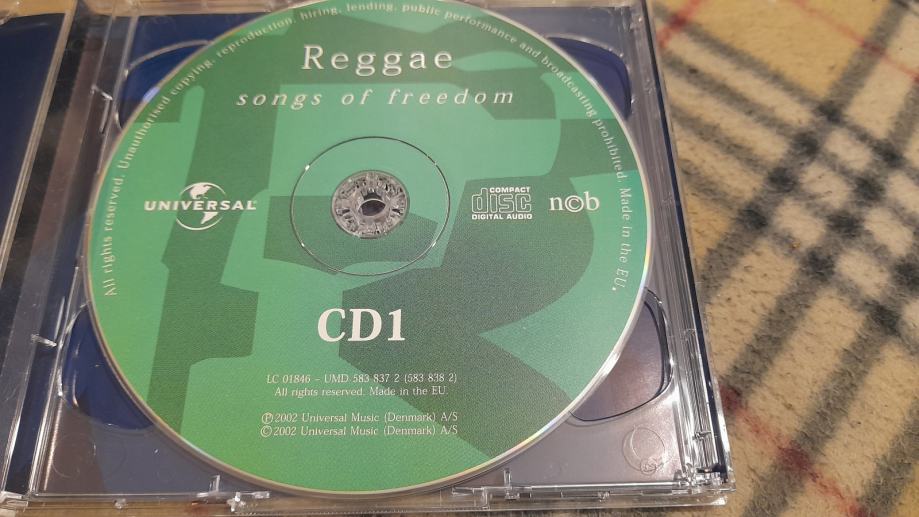 All rights reserved. Unauthorised copying, reproduction, hiring, lending, public performance and broadcasting prohibited. Made in the EU.
Reggae
songs of freedom
UNIVERSAL
COMPACT
disc
DIGITAL AUDIO
n©b
CD1
LC 01846 - UMD 583 837 2 (583 838 2)
All rights reserved. Made in the EU.
℗2002 Universal Music (Denmark) A/S
©2002 Universal Music (Denmark) A/S